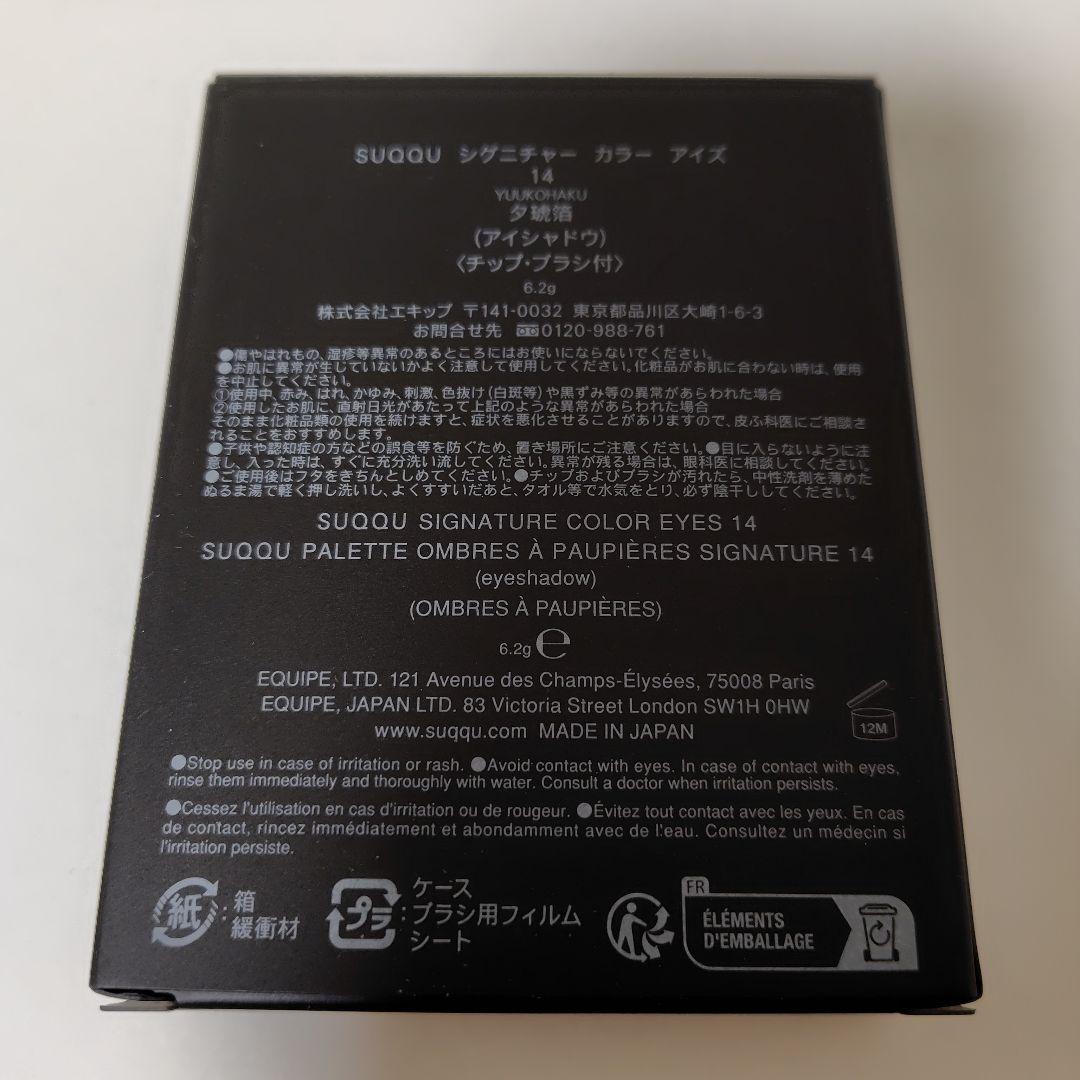 SUQQU シグニチャー カラー アイズ
14
YUUKOHAKU
夕琥箔
(アイシャドウ)
〈チップ・ブラシ付〉
6.2g
株式会社エキップ 〒141-0032 東京都品川区大崎1-6-3
お問合せ先 0120-988-761
●傷やはれもの、湿疹等異常のあるところにはお使いにならないでください。
●お肌に異常が生じていないかよく注意して使用してください。化粧品がお肌に合わない時は、使用
を中止してください。
①使用中、赤み、はれ、かゆみ、刺激、色抜け(白斑等)や黒ずみ等の異常があらわれた場合
②使用したお肌に、直射日光があたって上記のような異常があらわれた場合
そのまま化粧品類の使用を続けますと、症状を悪化させることがありますので、皮ふ科医にご相談さ
れることをおすすめします。
●子供や認知症の方などの誤食等を防ぐため、置き場所にご注意ください。●目に入らないように注
意し、入った時は、すぐに充分洗い流してください。異常が残る場合は、眼科医に相談してください。
●ご使用後はフタをきちんとしめてください。●チップおよびブラシが汚れたら、中性洗剤を薄めた
ぬるま湯で軽く押し洗いし、よくすすいだあと、タオル等で水気をとり、必ず陰干ししてください。
SUQQU SIGNATURE COLOR EYES 14
SUQQU PALETTE OMBRES À PAUPIÈRES SIGNATURE 14
(eyeshadow)
(OMBRES À PAUPIÈRES)
6.2g ℮
EQUIPE, LTD. 121 Avenue des Champs-Élysées, 75008 Paris
EQUIPE, JAPAN LTD. 83 Victoria Street London SW1H 0HW
www.suqqu.com MADE IN JAPAN
12M
●Stop use in case of irritation or rash. ●Avoid contact with eyes. In case of contact with eyes,
rinse them immediately and thoroughly with water. Consult a doctor when irritation persists.
●Cessez l'utilisation en cas d'irritation ou de rougeur. ●Évitez tout contact avec les yeux. En cas
de contact, rincez immédiatement et abondamment avec de l'eau. Consultez un médecin si
l'irritation persiste.
紙:箱
緩衝材
プラ:ケース
ブラシ用フィルム
シート
FR
ÉLÉMENTS
D'EMBALLAGE